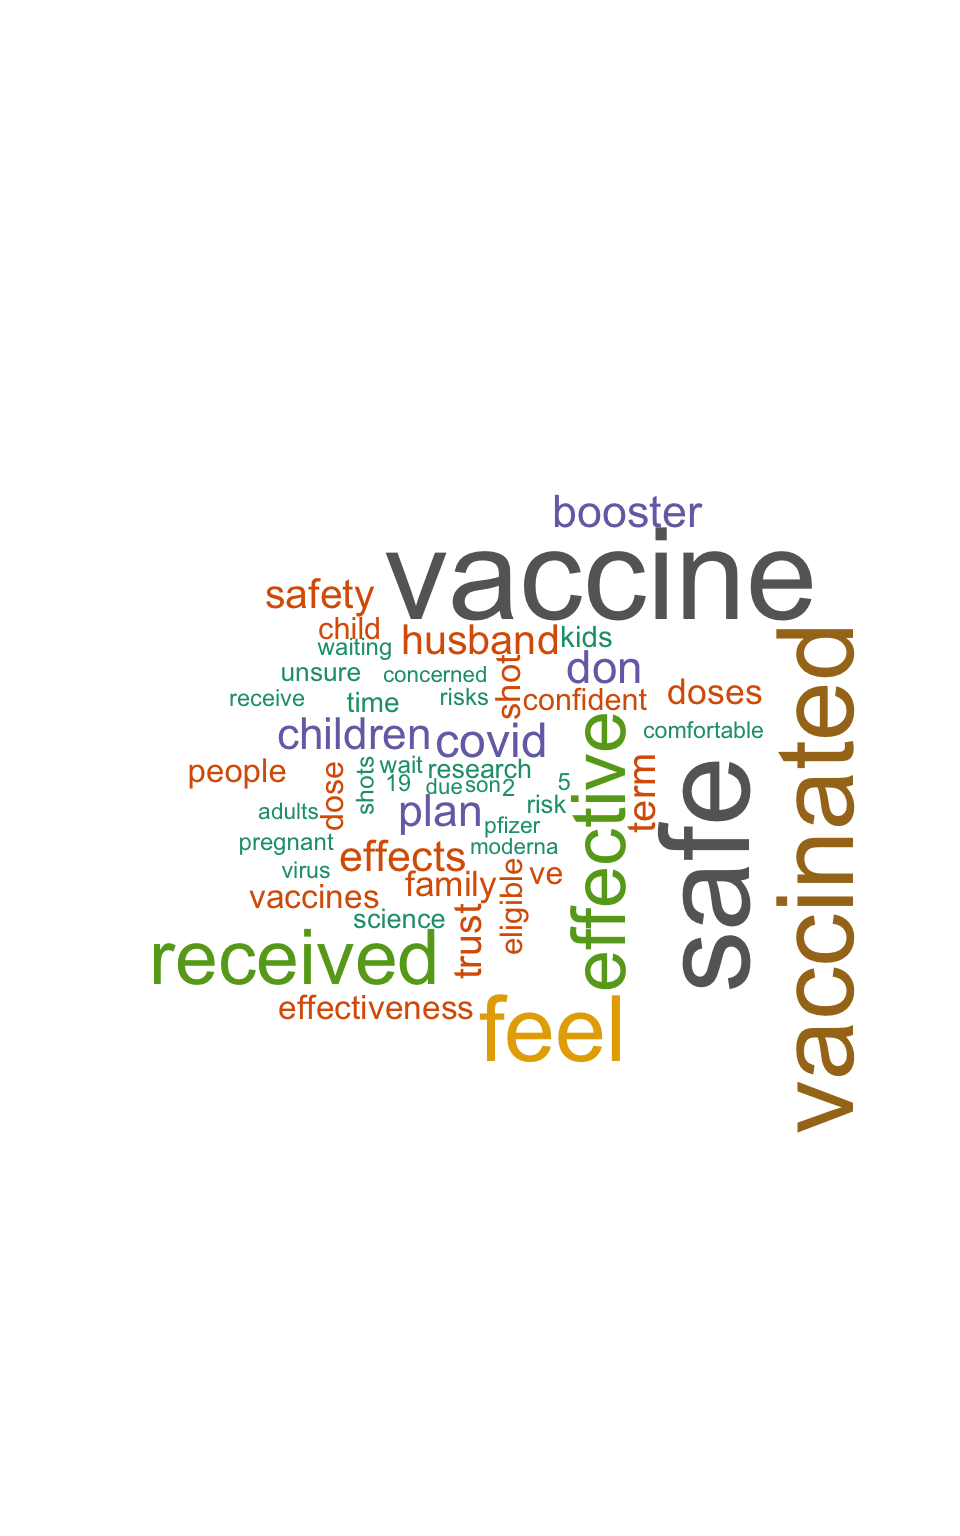 booster
vaccine
safety
child
husband
kids
waiting
unsure
concerned
shot
don
receive
time
risks
confident
doses
children
covid
comfortable
people
dose
shots
wait
research
19
due
son
2
5
effective
term
safe
vaccinated
adults
plan
risk
pregnant
pfizer
moderna
virus
effects
vaccines
family
eligible
ve
science
trust
received
effectiveness
feel